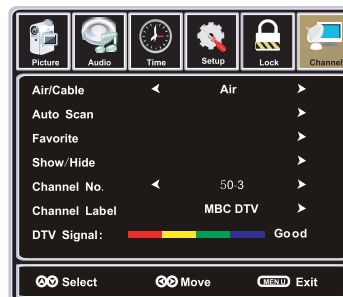 Picture Audio Time Setup Lock Channel
Air/Cable Air
Auto Scan
Favorite
Show/Hide
Channel No. 50-3
Channel Label MBC DTV
DTV Signal: Good
Select Move MENU Exit